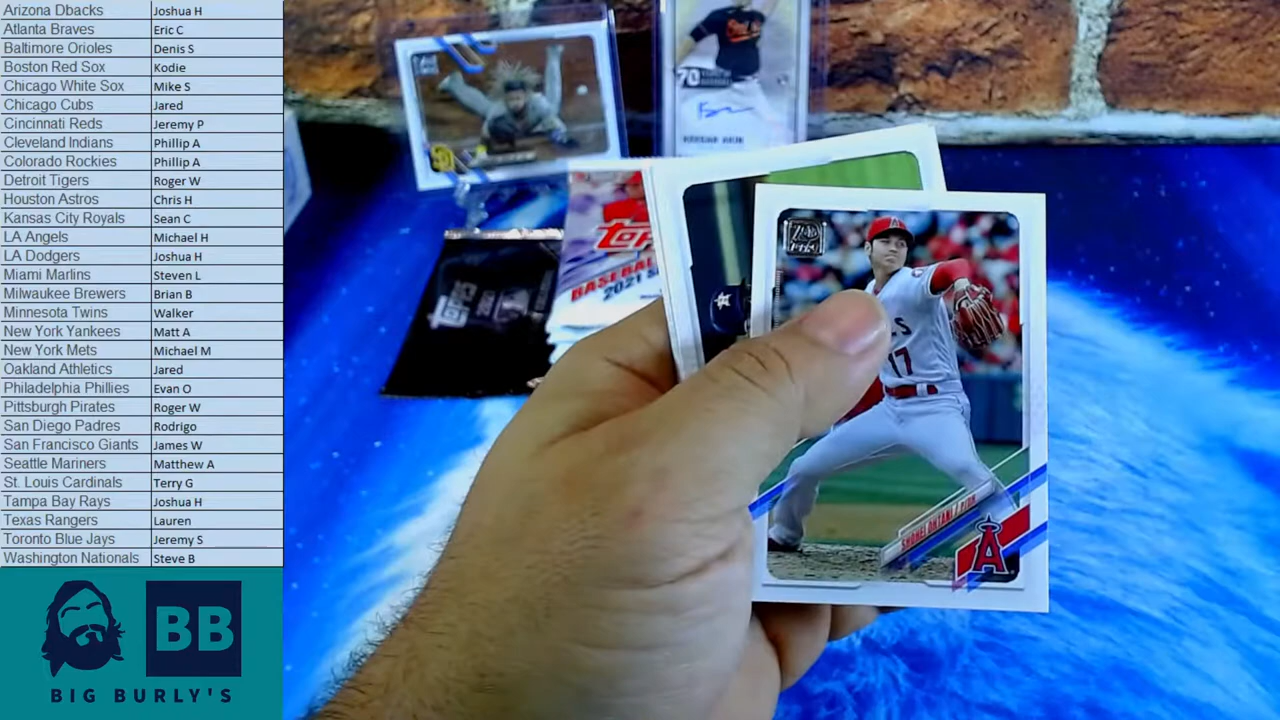 Arizona Dbacks Joshua H
Atlanta Braves Eric C
Baltimore Orioles Denis S
Boston Red Sox Kodie
Chicago White Sox Mike S
Chicago Cubs Jared
Cincinnati Reds Jeremy P
Cleveland Indians Phillip A
Colorado Rockies Phillip A
Detroit Tigers Roger W
Houston Astros Chris H
Kansas City Royals Sean C
LA Angels Michael H
LA Dodgers Joshua H
Miami Marlins Steven L
Milwaukee Brewers Brian B
Minnesota Twins Walker
New York Yankees Matt A
New York Mets Michael M
Oakland Athletics Jared
Philadelphia Phillies Evan O
Pittsburgh Pirates Roger W
San Diego Padres Rodrigo
San Francisco Giants James W
Seattle Mariners Matthew A
St. Louis Cardinals Terry G
Tampa Bay Rays Joshua H
Texas Rangers Lauren
Toronto Blue Jays Jeremy S
Washington Nationals Steve B
BB
BIG BURLY'S
70
TOPPS
BASEBALL
2021
17
SHOHEI OHTANI
A